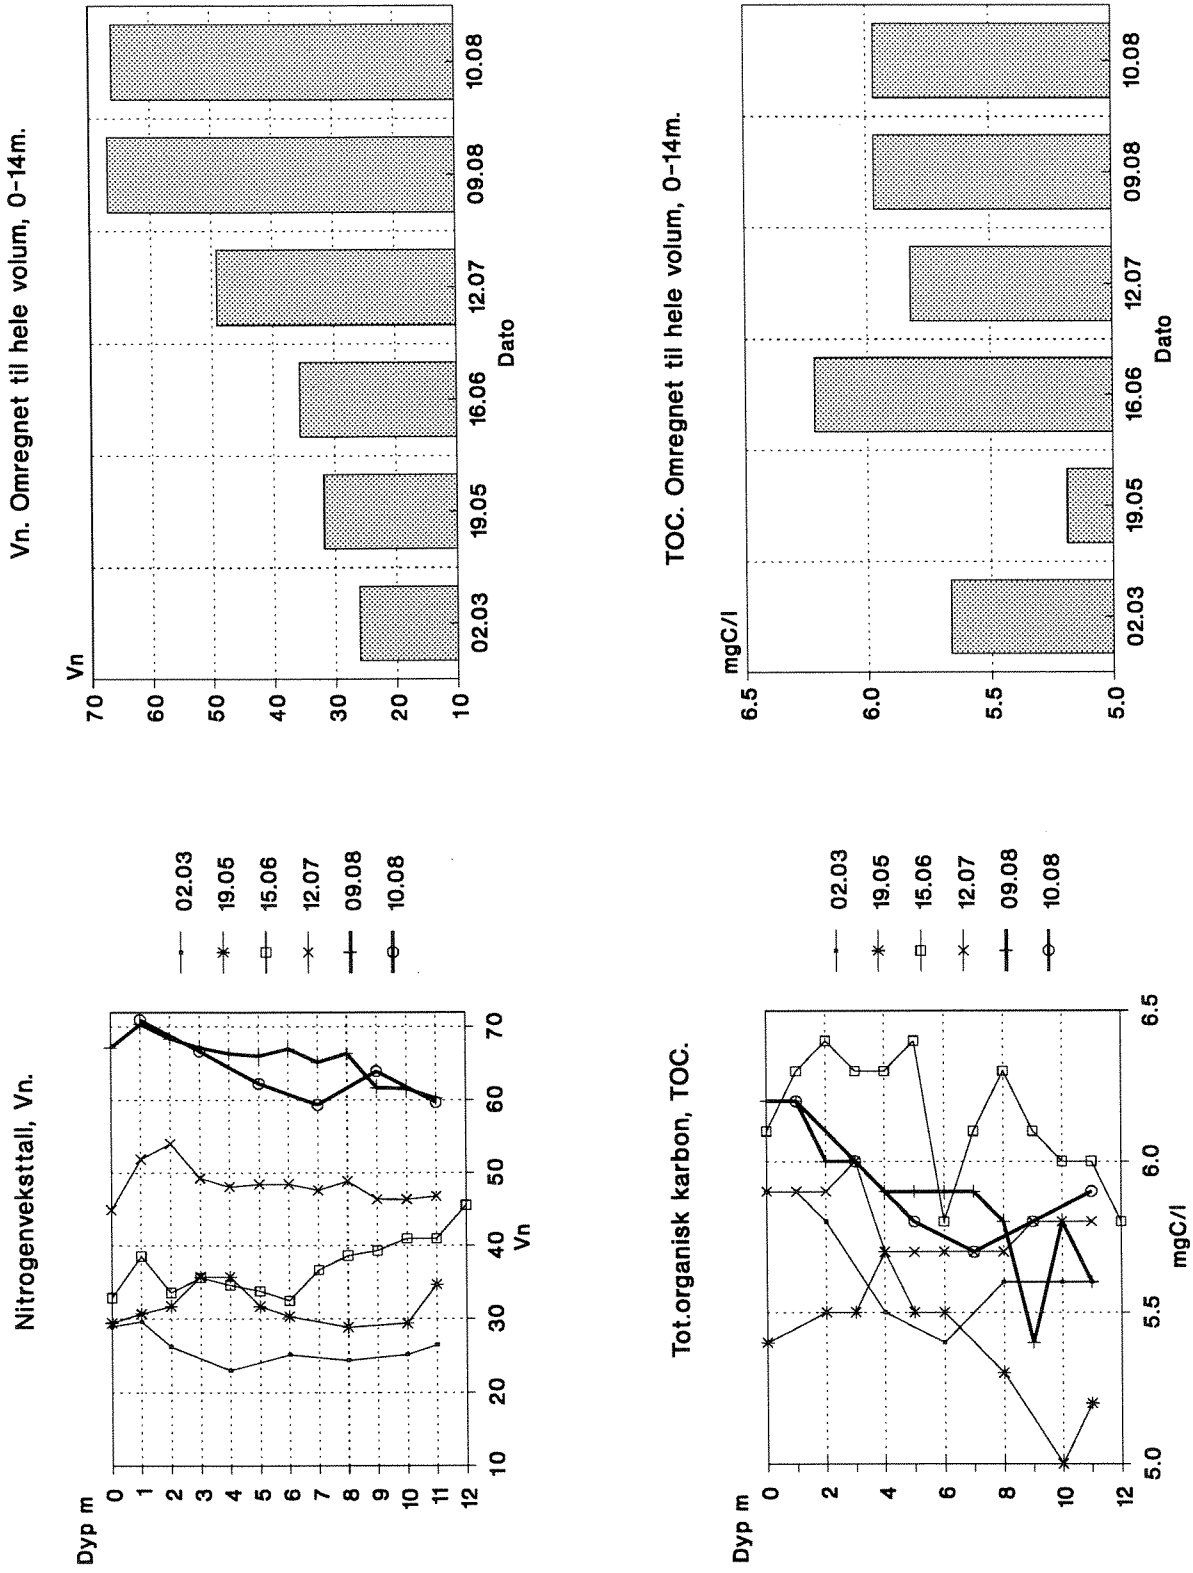 Nitrogenveksttall, Vn.
Dyp m
0
1
2
3
4
5
6
7
8
9
10
11
12
10 20 30 40 50 60 70
Vn
02.03
19.05
15.06
12.07
09.08
10.08
Vn. Omregnet til hele volum, 0-14m.
Vn
70
60
50
40
30
20
10
02.03 19.05 16.06 12.07 09.08 10.08
Dato
Tot.organisk karbon, TOC.
Dyp m
0
2
4
6
8
10
12
5.0 5.5 6.0 6.5
mgC/l
02.03
19.05
15.06
12.07
09.08
10.08
TOC. Omregnet til hele volum, 0-14m.
mgC/l
6.5
6.0
5.5
5.0
02.03 19.05 16.06 12.07 09.08 10.08
Dato